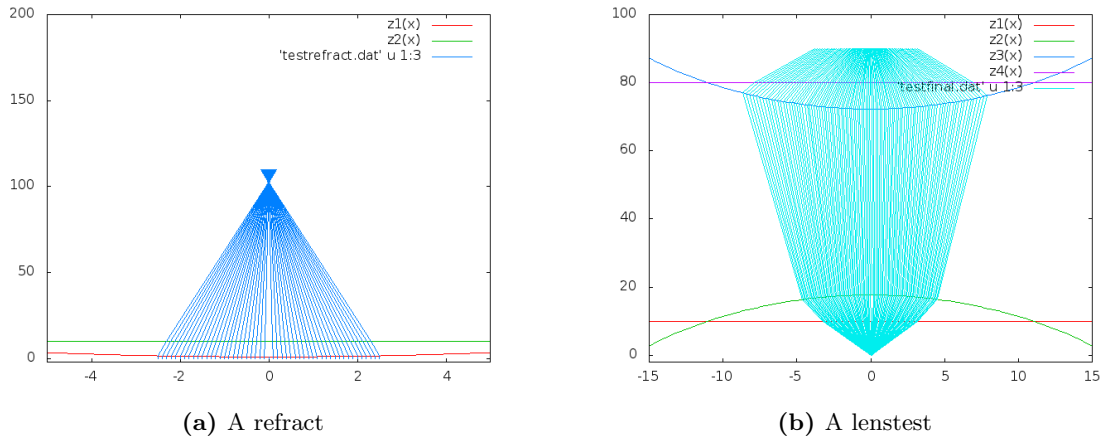 200
150
100
50
0
-4
-2
0
2
4
z1(x)
z2(x)
'testrefract.dat' u 1:3
(a) A refract
100
80
60
40
20
0
-15
-10
-5
0
5
10
15
z1(x)
z2(x)
z3(x)
z4(x)
'testfinal.dat' u 1:3
(b) A lenstest